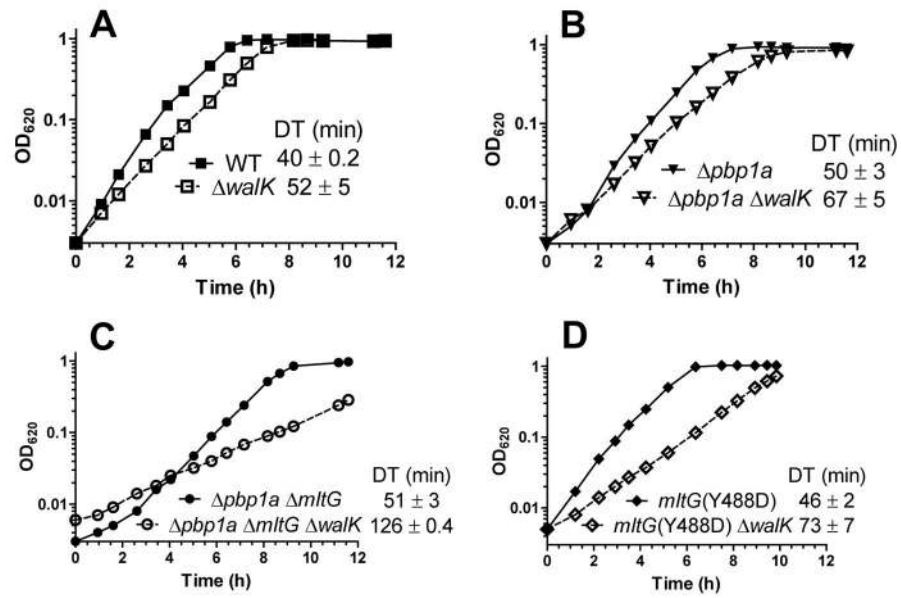 A
1
0.1
0.01
OD620
DT (min)
WT 40 ± 0.2
ΔwalK 52 ± 5
0 2 4 6 8 10 12
Time (h)
B
1
0.1
0.01
OD620
DT (min)
Δpbp1a 50 ± 3
Δpbp1a ΔwalK 67 ± 5
0 2 4 6 8 10 12
Time (h)
C
1
0.1
0.01
OD620
DT (min)
Δpbp1a ΔmltG 51 ± 3
Δpbp1a ΔmltG ΔwalK 126 ± 0.4
0 2 4 6 8 10 12
Time (h)
D
1
0.1
0.01
OD620
DT (min)
mltG(Y488D) 46 ± 2
mltG(Y488D) ΔwalK 73 ± 7
0 2 4 6 8 10 12
Time (h)